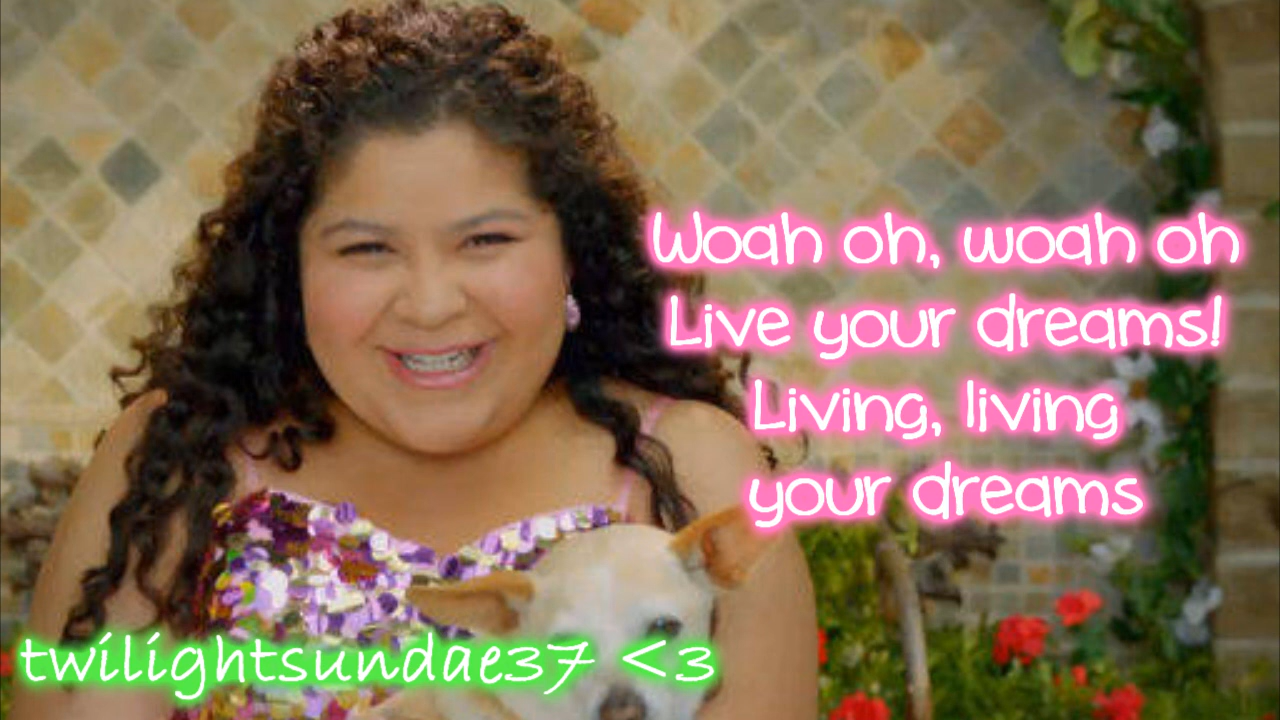 Woah oh, woah oh
Live your dreams!
Living, living
your dreams
twilightsundae37 <3